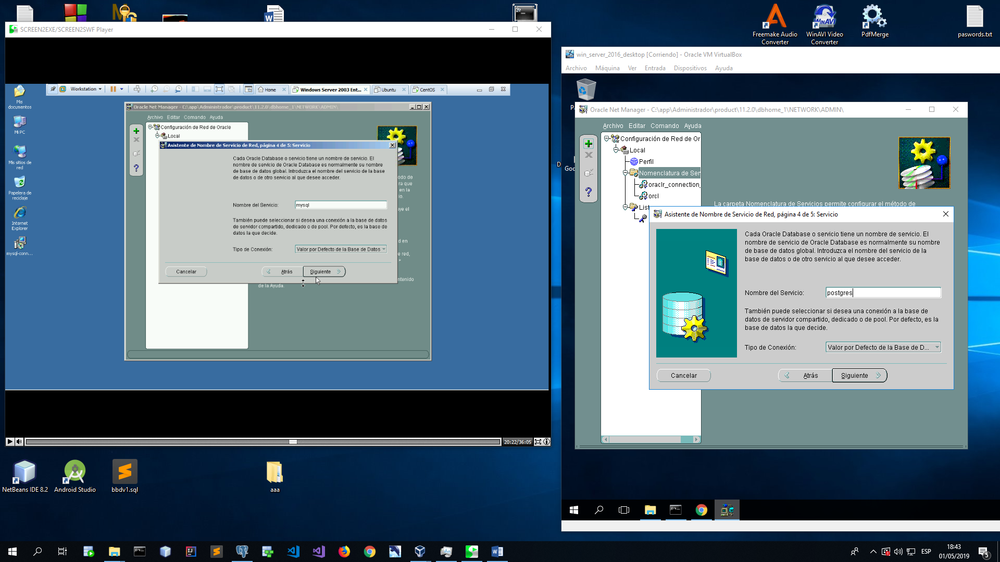 Freemake Audio
Converter
WinAVI Video
Converter
PdfMerge
paswords.txt
SCREEN2EXE/SCREEN2SWF Player
Workstation
Home
Windows Server 2003 Ent...
Ubuntu
CentOS
Mis
documentos
Mi PC
Mis sitios de
red
Papelera de
reciclaje
Internet
Explorer
mysql-conn...
Oracle Net Manager - C:\app\Administrador\product\11.2.0\dbhome_1\NETWORK\ADMIN\
Archivo Editar Comando Ayuda
Configuración de Red de Oracle
Local
Asistente de Nombre de Servicio de Red, página 4 de 5: Servicio
Cada Oracle Database o servicio tiene un nombre de servicio. El
nombre de servicio de Oracle Database es normalmente su nombre
de base de datos global. Introduzca el nombre del servicio de la base
de datos o de otro servicio al que desee acceder.
Nombre del Servicio: mysql
También puede seleccionar si desea una conexión a la base de datos
de servidor compartido, dedicado o de pool. Por defecto, es la base de
datos la que decide.
Tipo de Conexión: Valor por Defecto de la Base de Datos
Cancelar
Atrás
Siguiente
odo de
ra que
en la
io.
ye el
d en
e red,
>
ntenido
de la Ayuda.
20:22/36:05
win_server_2016_desktop [Corriendo] - Oracle VM VirtualBox
Archivo Máquina Ver Entrada Dispositivos Ayuda
Oracle Net Manager - C:\app\Administrador\product\11.2.0\dbhome_1\NETWORK\ADMIN\
Archivo Editar Comando Ayuda
Configuración de Red de Or
Local
Perfil
Nomenclatura de Ser
oraclr_connection_
orcl
List
Goo
La carpeta Nomenclatura de Servicios permite configurar el método de
Asistente de Nombre de Servicio de Red, página 4 de 5: Servicio
Cada Oracle Database o servicio tiene un nombre de servicio. El
nombre de servicio de Oracle Database es normalmente su nombre
de base de datos global. Introduzca el nombre del servicio de la
base de datos o de otro servicio al que desee acceder.
Nombre del Servicio: postgres
También puede seleccionar si desea una conexión a la base de
datos de servidor compartido, dedicado o de pool. Por defecto, es la
base de datos la que decide.
Tipo de Conexión: Valor por Defecto de la Base de D...
Cancelar
Atrás
Siguiente
NetBeans IDE 8.2
Android Studio
bbdv1.sql
aaa
ESP
18:43
01/05/2019
5